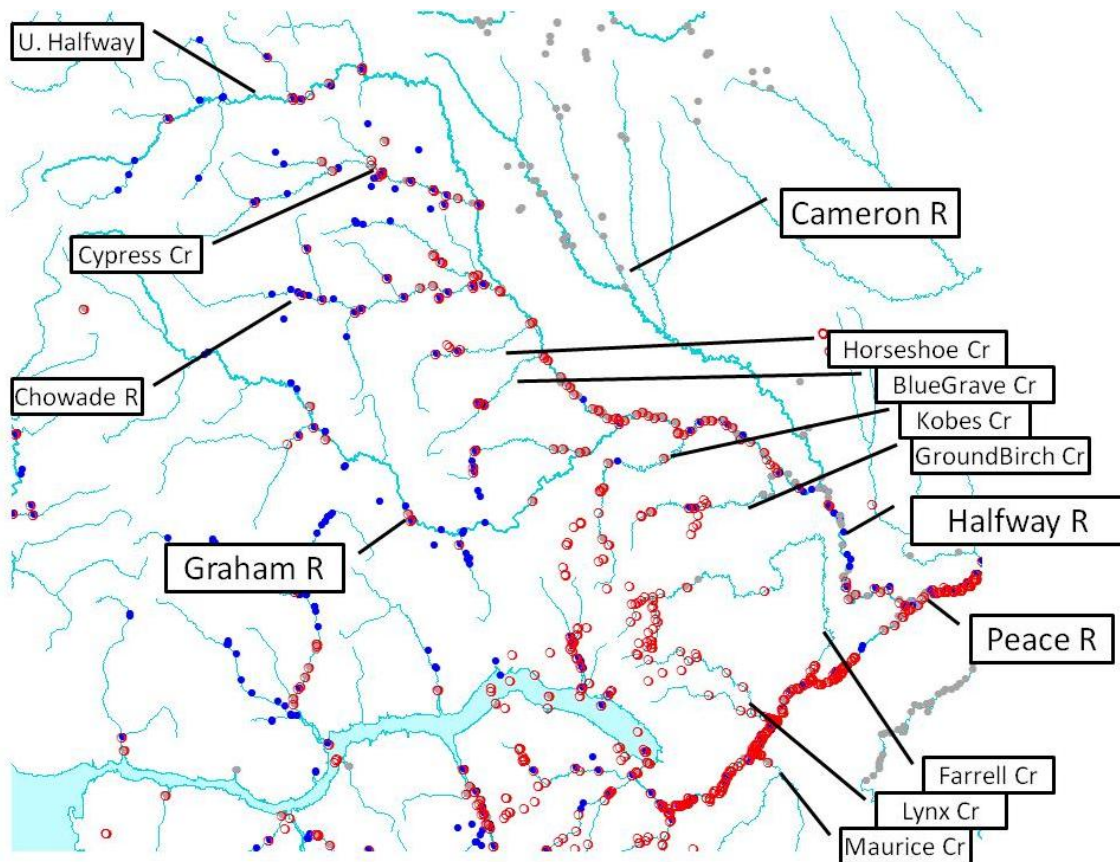 U. Halfway
Cameron R
Cypress Cr
Horseshoe Cr
BlueGrave Cr
Chowade R
Kobes Cr
GroundBirch Cr
Halfway R
Graham R
Peace R
Farrell Cr
Lynx Cr
Maurice Cr